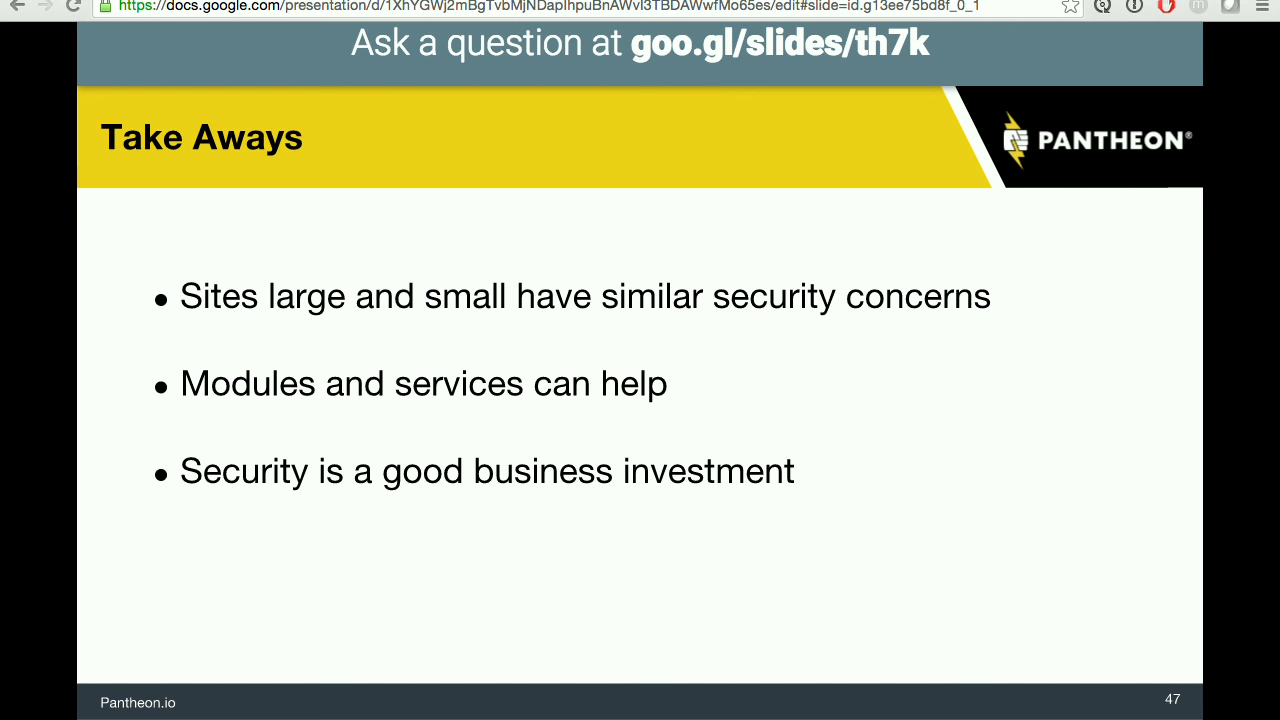 https://docs.google.com/presentation/d/1XhYGWj2mBgTvbMjNDapIhpuBnAWvl3TBDAWwfMo65es/edit#slide=id.g13ee75bd8f_0_1
Ask a question at goo.gl/slides/th7k
Take Aways
PANTHEON®
• Sites large and small have similar security concerns
• Modules and services can help
• Security is a good business investment
Pantheon.io
47